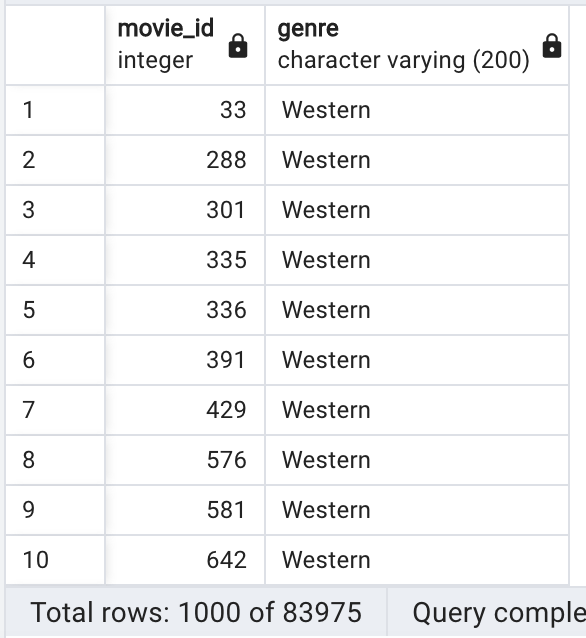 movie_id genre
integer character varying (200)
1 33 Western
2 288 Western
3 301 Western
4 335 Western
5 336 Western
6 391 Western
7 429 Western
8 576 Western
9 581 Western
10 642 Western
Total rows: 1000 of 83975 Query comple